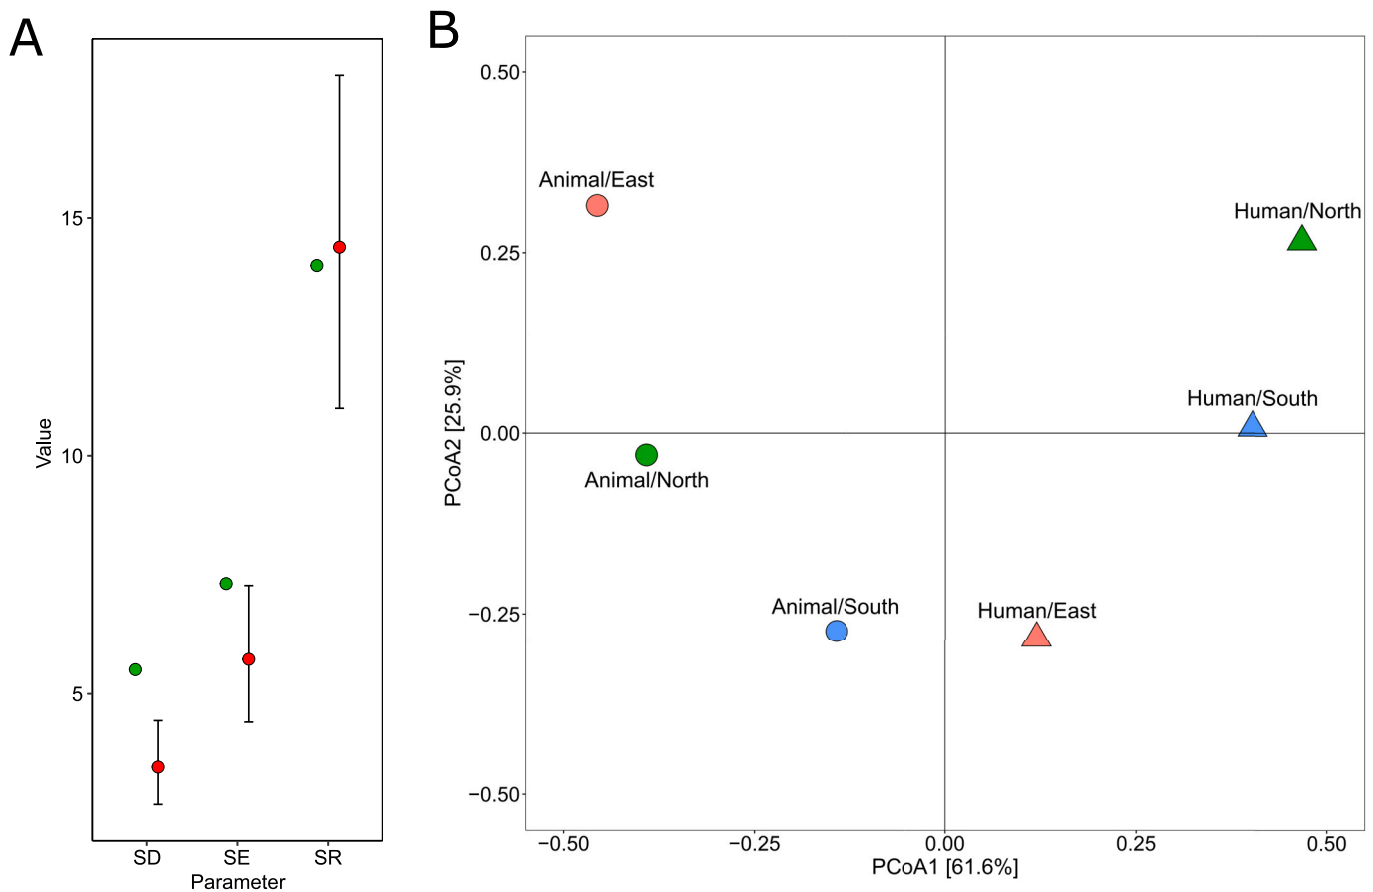 A
15
10
5
Value
SD SE SR
Parameter
B
0.50
0.25
0.00
−0.25
−0.50
PCoA2 [25.9%]
Animal/East
Human/North
Human/South
Animal/North
Animal/South
Human/East
−0.50 −0.25 0.00 0.25 0.50
PCoA1 [61.6%]